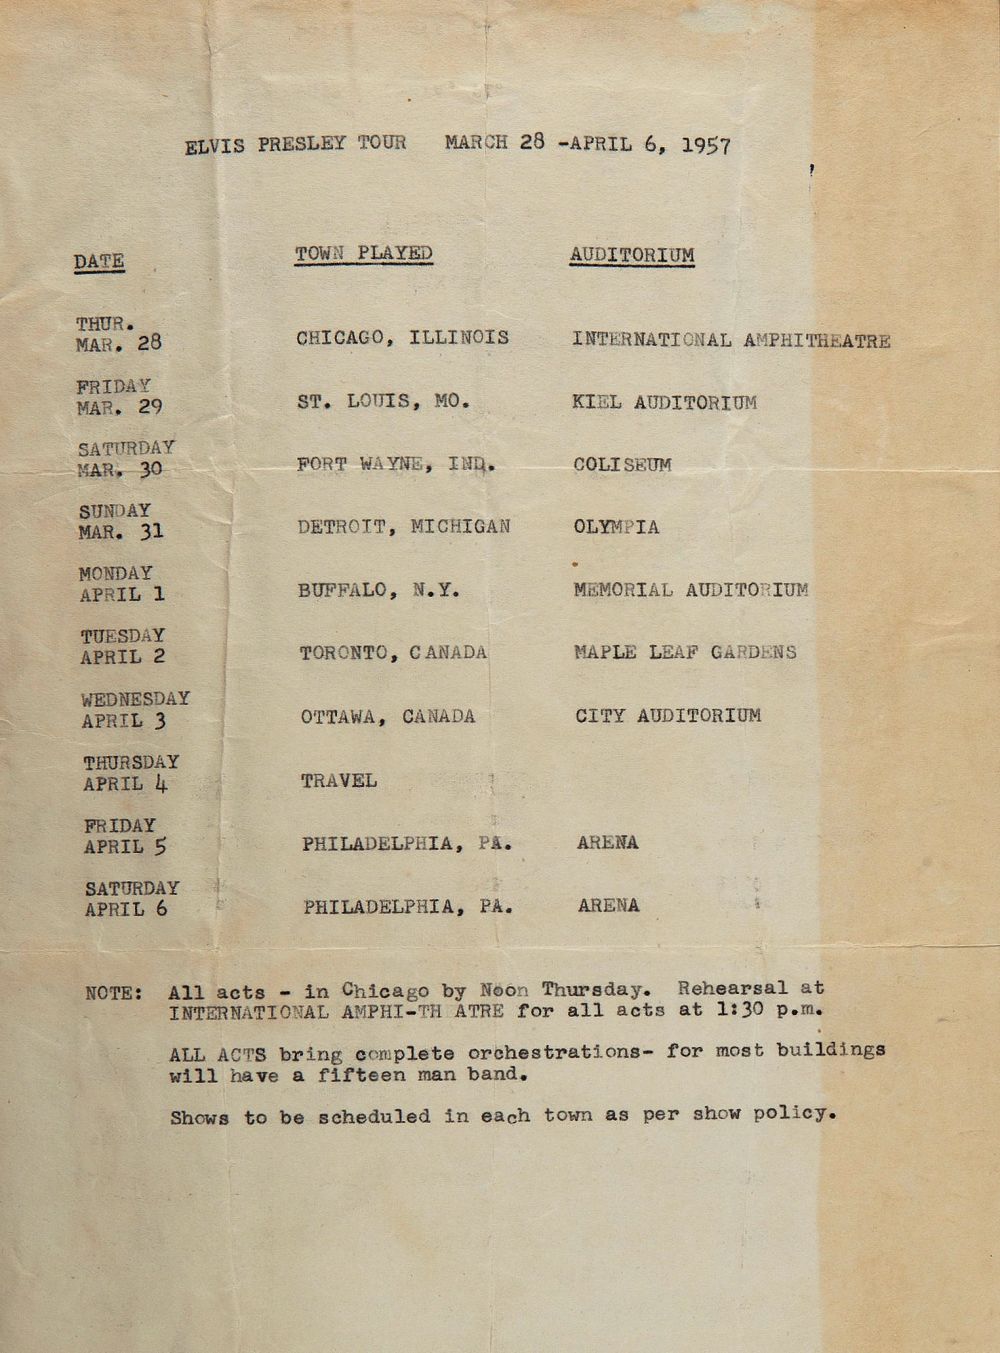 ELVIS PRESLEY TOUR MARCH 28 -APRIL 6, 1957
DATE TOWN PLAYED AUDITORIUM
THUR.
MAR. 28 CHICAGO, ILLINOIS INTERNATIONAL AMPHITHEATRE
FRIDAY
MAR. 29 ST. LOUIS, MO. KIEL AUDITORIUM
SATURDAY
MAR. 30 FORT WAYNE, IND. COLISEUM
SUNDAY
MAR. 31 DETROIT, MICHIGAN OLYMPIA
MONDAY
APRIL 1 BUFFALO, N.Y. MEMORIAL AUDITORIUM
TUESDAY
APRIL 2 TORONTO, CANADA MAPLE LEAF GARDENS
WEDNESDAY
APRIL 3 OTTAWA, CANADA CITY AUDITORIUM
THURSDAY
APRIL 4 TRAVEL
FRIDAY
APRIL 5 PHILADELPHIA, PA. ARENA
SATURDAY
APRIL 6 PHILADELPHIA, PA. ARENA
NOTE: All acts - in Chicago by Noon Thursday. Rehearsal at
INTERNATIONAL AMPHI-TH ATRE for all acts at 1:30 p.m.
ALL ACTS bring complete orchestrations- for most buildings
will have a fifteen man band.
Shows to be scheduled in each town as per show policy.